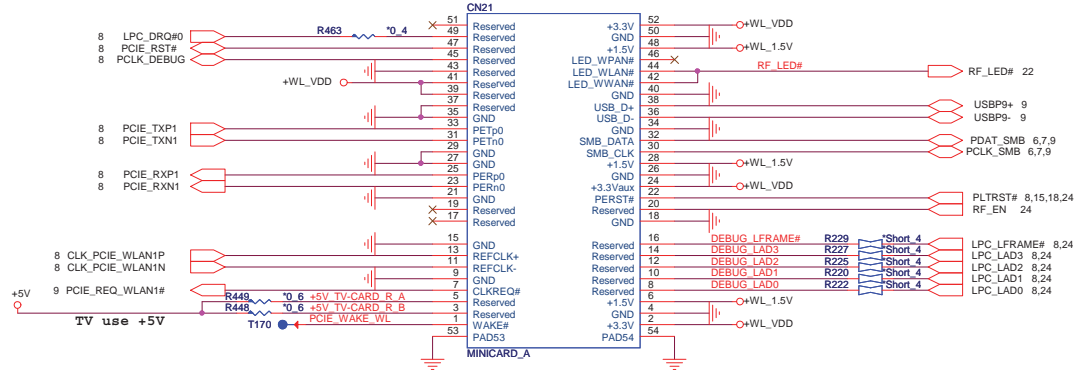 CN21
51 Reserved +3.3V 52 +WL_VDD
49 Reserved GND 50
8 LPC_DRQ#0 R463 *0_4
47 Reserved +1.5V 48 +WL_1.5V
8 PCIE_RST#
45 Reserved LED_WPAN# 46
8 PCLK_DEBUG
43 Reserved LED_WLAN# 44 RF_LED# RF_LED# 22
+WL_VDD 41 Reserved LED_WWAN# 42
39 Reserved GND 40
37 Reserved USB_D+ 38 USBP9+ 9
35 GND USB_D- 36 USBP9- 9
8 PCIE_TXP1 33 PETp0 GND 34
8 PCIE_TXN1 31 PETn0 SMB_DATA 32 PDAT_SMB 6,7,9
29 GND SMB_CLK 30 PCLK_SMB 6,7,9
27 GND +1.5V 28 +WL_1.5V
8 PCIE_RXP1 25 PERp0 GND 26
8 PCIE_RXN1 23 PERn0 +3.3Vaux 24 +WL_VDD
21 GND PERST# 22 PLTRST# 8,15,18,24
19 Reserved Reserved 20 RF_EN 24
17 Reserved GND 18
15 GND Reserved 16 DEBUG_LFRAME# R229 *Short_4 LPC_LFRAME# 8,24
8 CLK_PCIE_WLAN1P 13 REFCLK+ Reserved 14 DEBUG_LAD3 R227 *Short_4 LPC_LAD3 8,24
8 CLK_PCIE_WLAN1N 11 REFCLK- Reserved 12 DEBUG_LAD2 R225 *Short_4 LPC_LAD2 8,24
9 GND Reserved 10 DEBUG_LAD1 R220 *Short_4 LPC_LAD1 8,24
9 PCIE_REQ_WLAN1# 7 CLKREQ# Reserved 8 DEBUG_LAD0 R222 *Short_4 LPC_LAD0 8,24
+5V R449 *0_6 +5V_TV-CARD_R_A 5 Reserved +1.5V 6 +WL_1.5V
R448 *0_6 +5V_TV-CARD_R_B 3 Reserved GND 4
TV use +5V T170 PCIE_WAKE_WL 1 WAKE# +3.3V 2 +WL_VDD
53 PAD53 PAD54 54
MINICARD_A